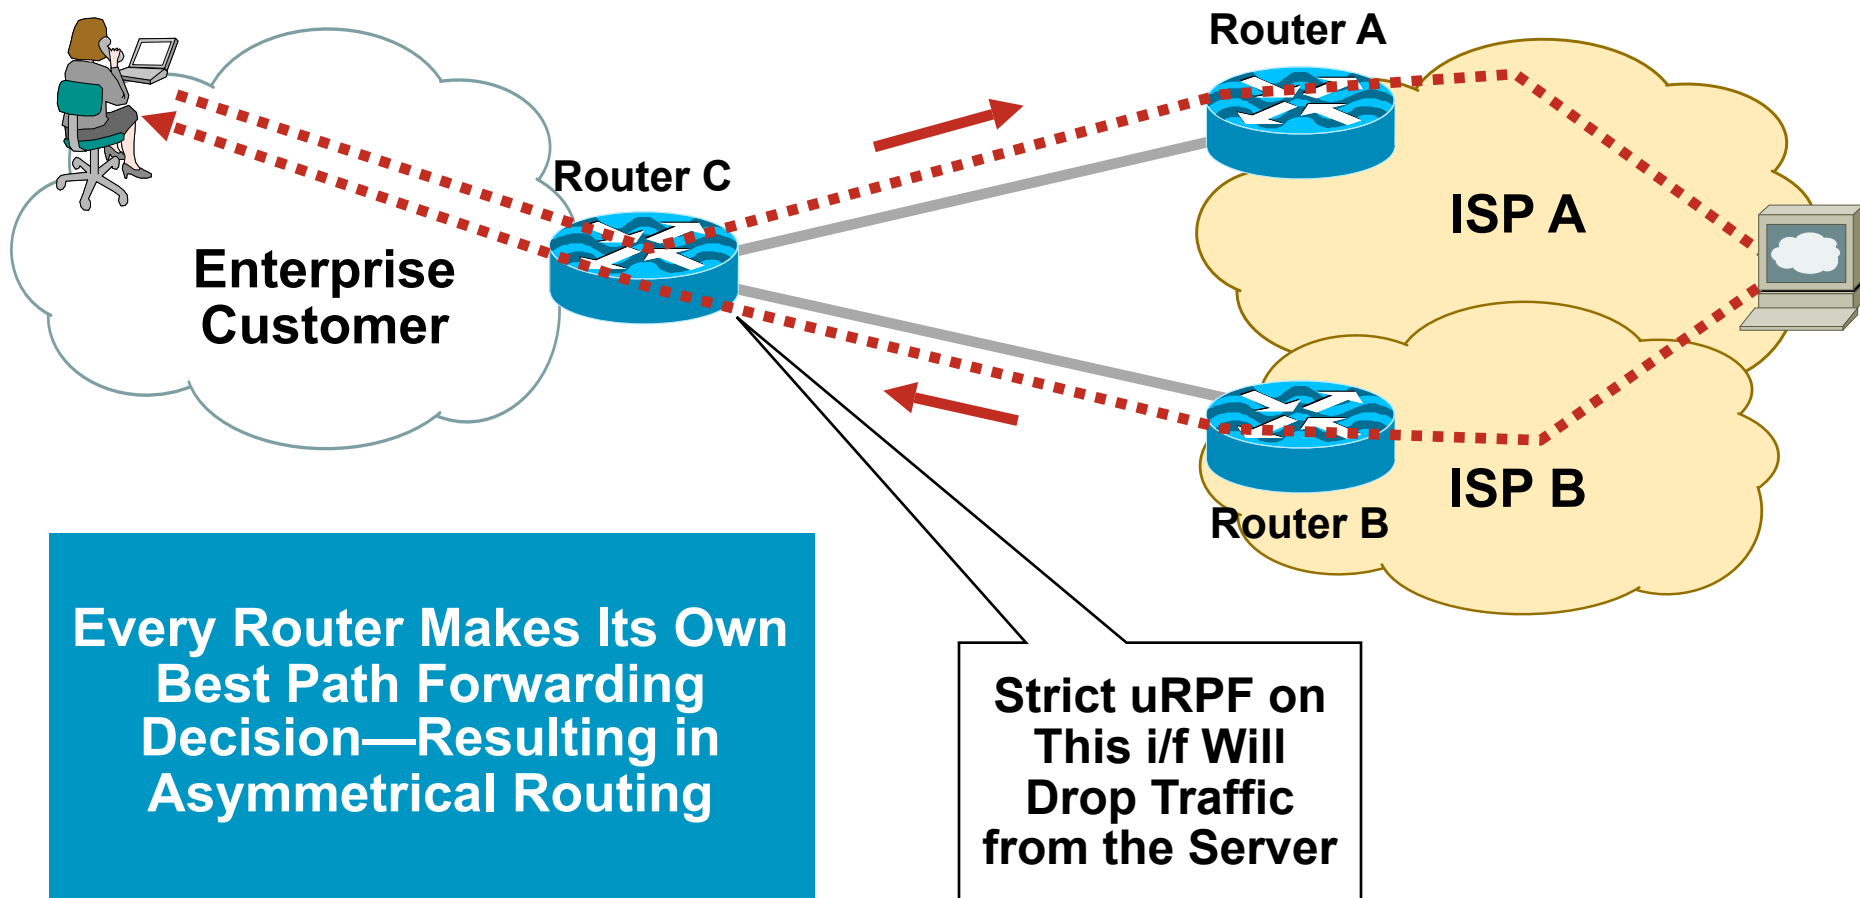 Router A
Router C
ISP A
Enterprise
Customer
ISP B
Router B
Every Router Makes Its Own
Best Path Forwarding
Decision—Resulting in
Asymmetrical Routing
Strict uRPF on
This i/f Will
Drop Traffic
from the Server